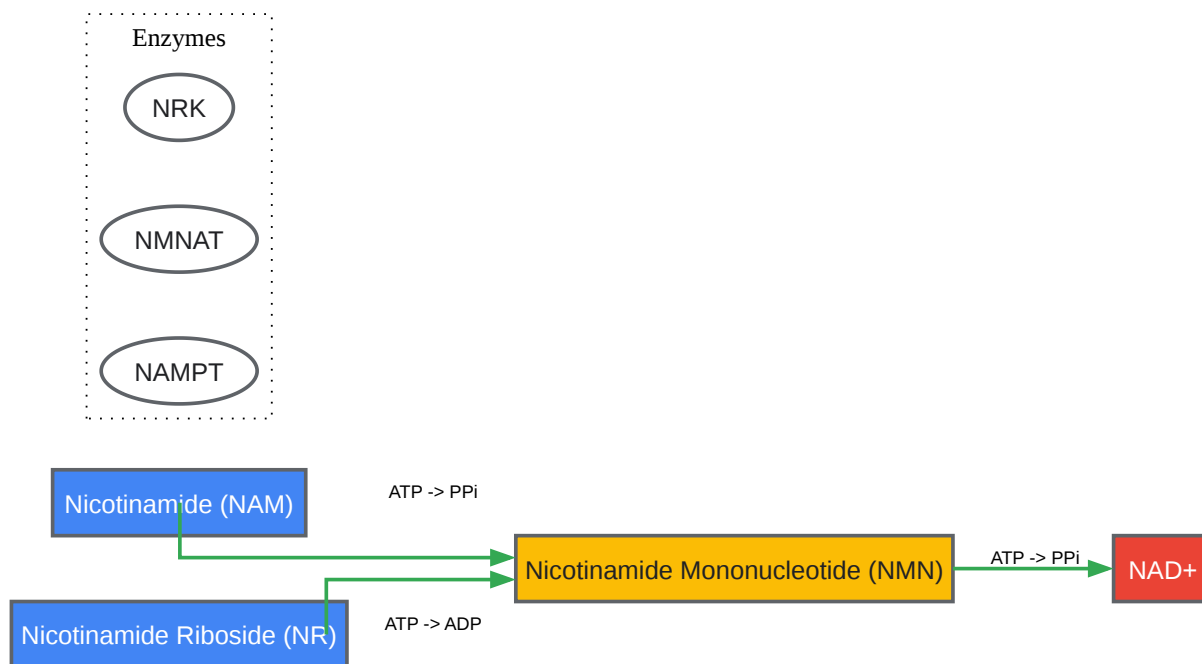 Enzymes
NRK
NMNAT
NAMPT
Nicotinamide (NAM)
ATP -> PPi
Nicotinamide Mononucleotide (NMN)
ATP -> PPi
NAD+
Nicotinamide Riboside (NR)
ATP -> ADP